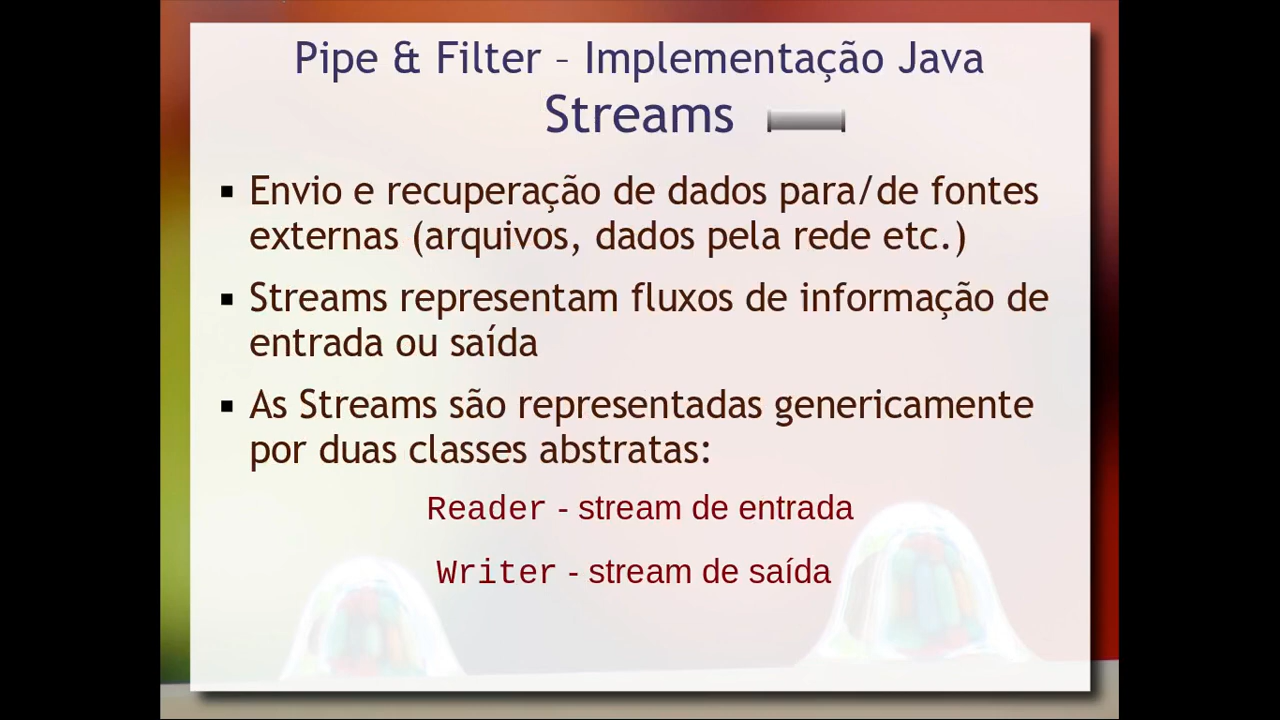 Pipe & Filter – Implementação Java
Streams
▪ Envio e recuperação de dados para/de fontes
externas (arquivos, dados pela rede etc.)
▪ Streams representam fluxos de informação de
entrada ou saída
▪ As Streams são representadas genericamente
por duas classes abstratas:
Reader - stream de entrada
Writer - stream de saída